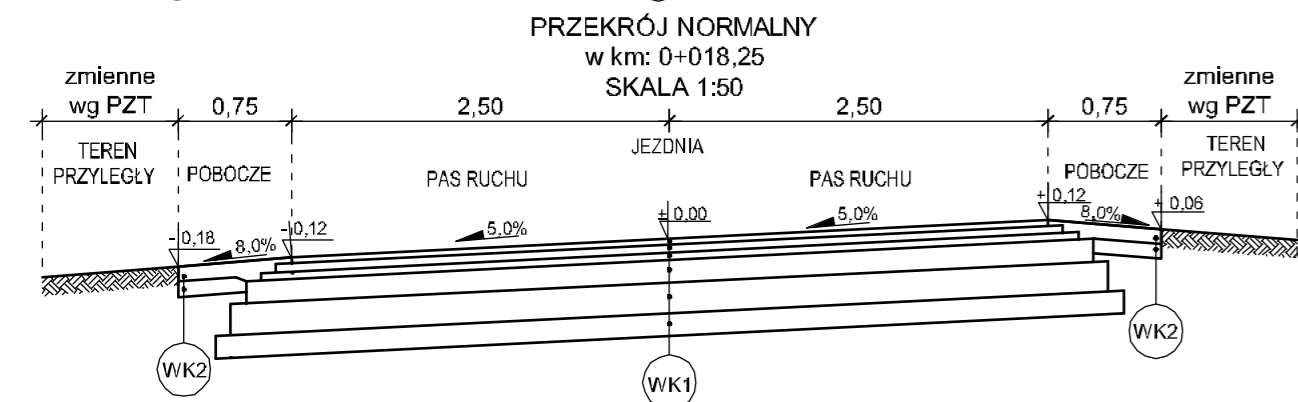 PRZEKRÓJ NORMALNY
w km: 0+018,25
SKALA 1:50
zmienne
wg PZT
0,75
2,50
2,50
0,75
zmienne
wg PZT
TEREN
PRZYLEGŁY
POBOCZE
PAS RUCHU
JEZDNIA
PAS RUCHU
POBOCZE
TEREN
PRZYLEGŁY
- 0,18
8,0%
- 0,12
5,0%
± 0,00
5,0%
+ 0,12
8,0%
+ 0,06
WK2
WK1
WK2